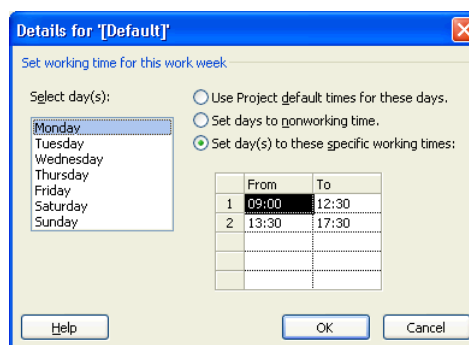 Details for '[Default]'
Set working time for this work week
Select day(s):
Monday
Tuesday
Wednesday
Thursday
Friday
Saturday
Sunday
Use Project default times for these days.
Set days to nonworking time.
Set day(s) to these specific working times:
From To
1 09:00 12:30
2 13:30 17:30
Help OK Cancel